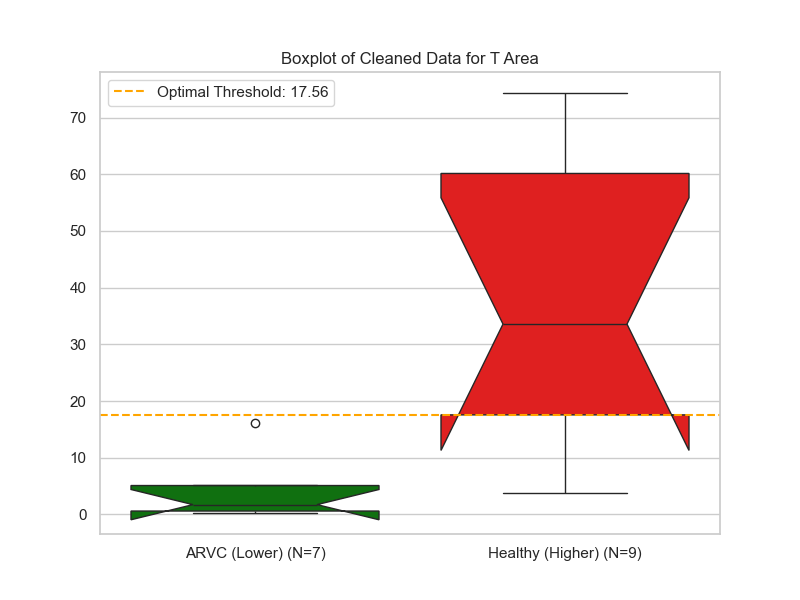 Boxplot of Cleaned Data for T Area
Optimal Threshold: 17.56
70
60
50
40
30
20
10
0
ARVC (Lower) (N=7)
Healthy (Higher) (N=9)